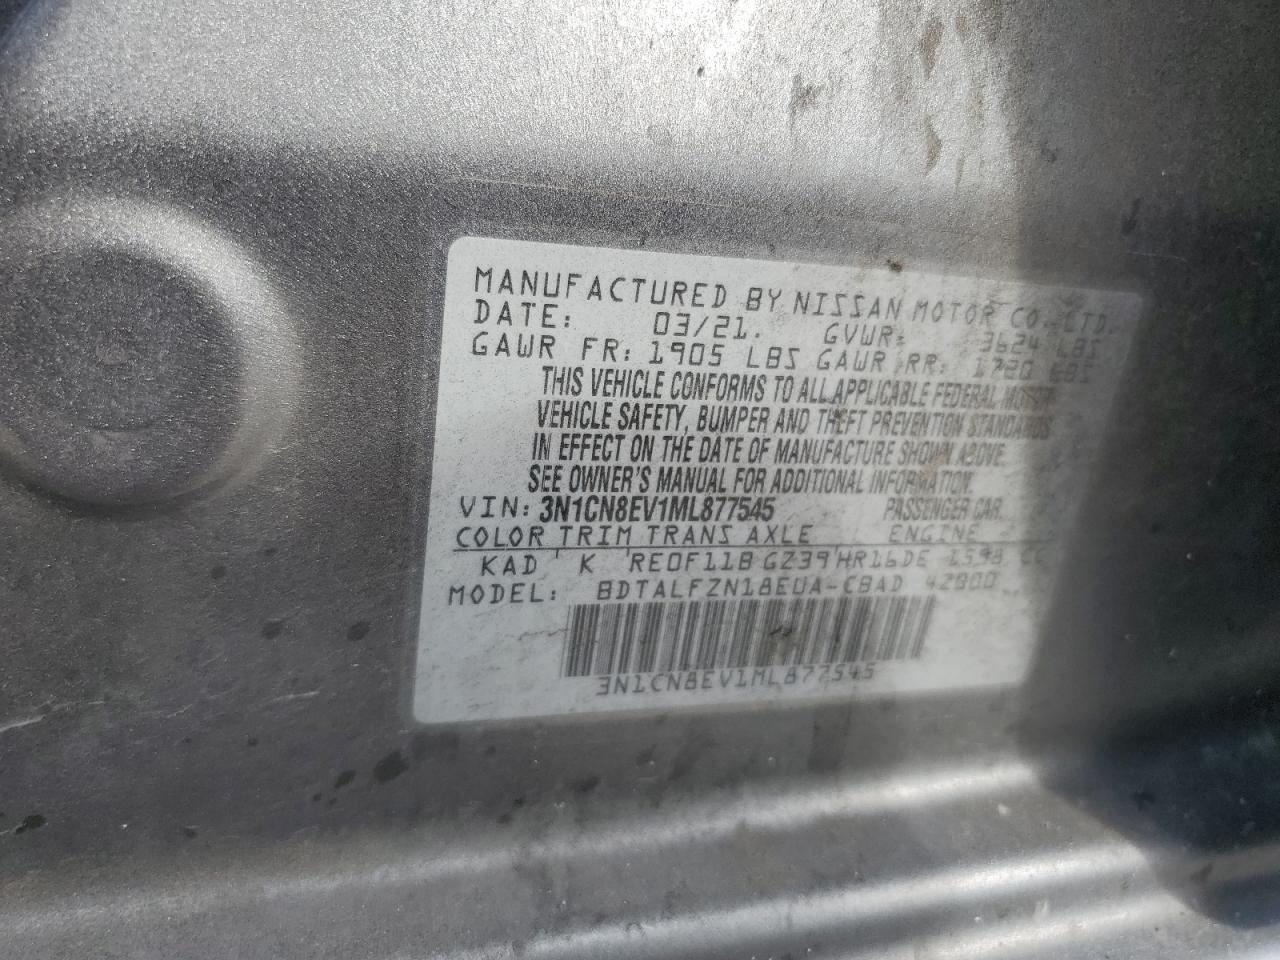 MANUFACTURED BY NISSAN MOTOR CO., LTD.
DATE: 03/21. GVWR: 3624 LBS
GAWR FR: 1905 LBS GAWR RR: 1720 LBS
THIS VEHICLE CONFORMS TO ALL APPLICABLE FEDERAL MOTOR
VEHICLE SAFETY, BUMPER AND THEFT PREVENTION STANDARDS
IN EFFECT ON THE DATE OF MANUFACTURE SHOWN ABOVE.
SEE OWNER'S MANUAL FOR ADDITIONAL INFORMATION.
VIN: 3N1CN8EV1ML877545 PASSENGER CAR
COLOR TRIM TRANS AXLE ENGINE
KAD K RE0F11B GZ39 HR16DE 1598 CC
MODEL: BDTALFZN18EUA-CBAD 42800
3N1CN8EV1ML877545